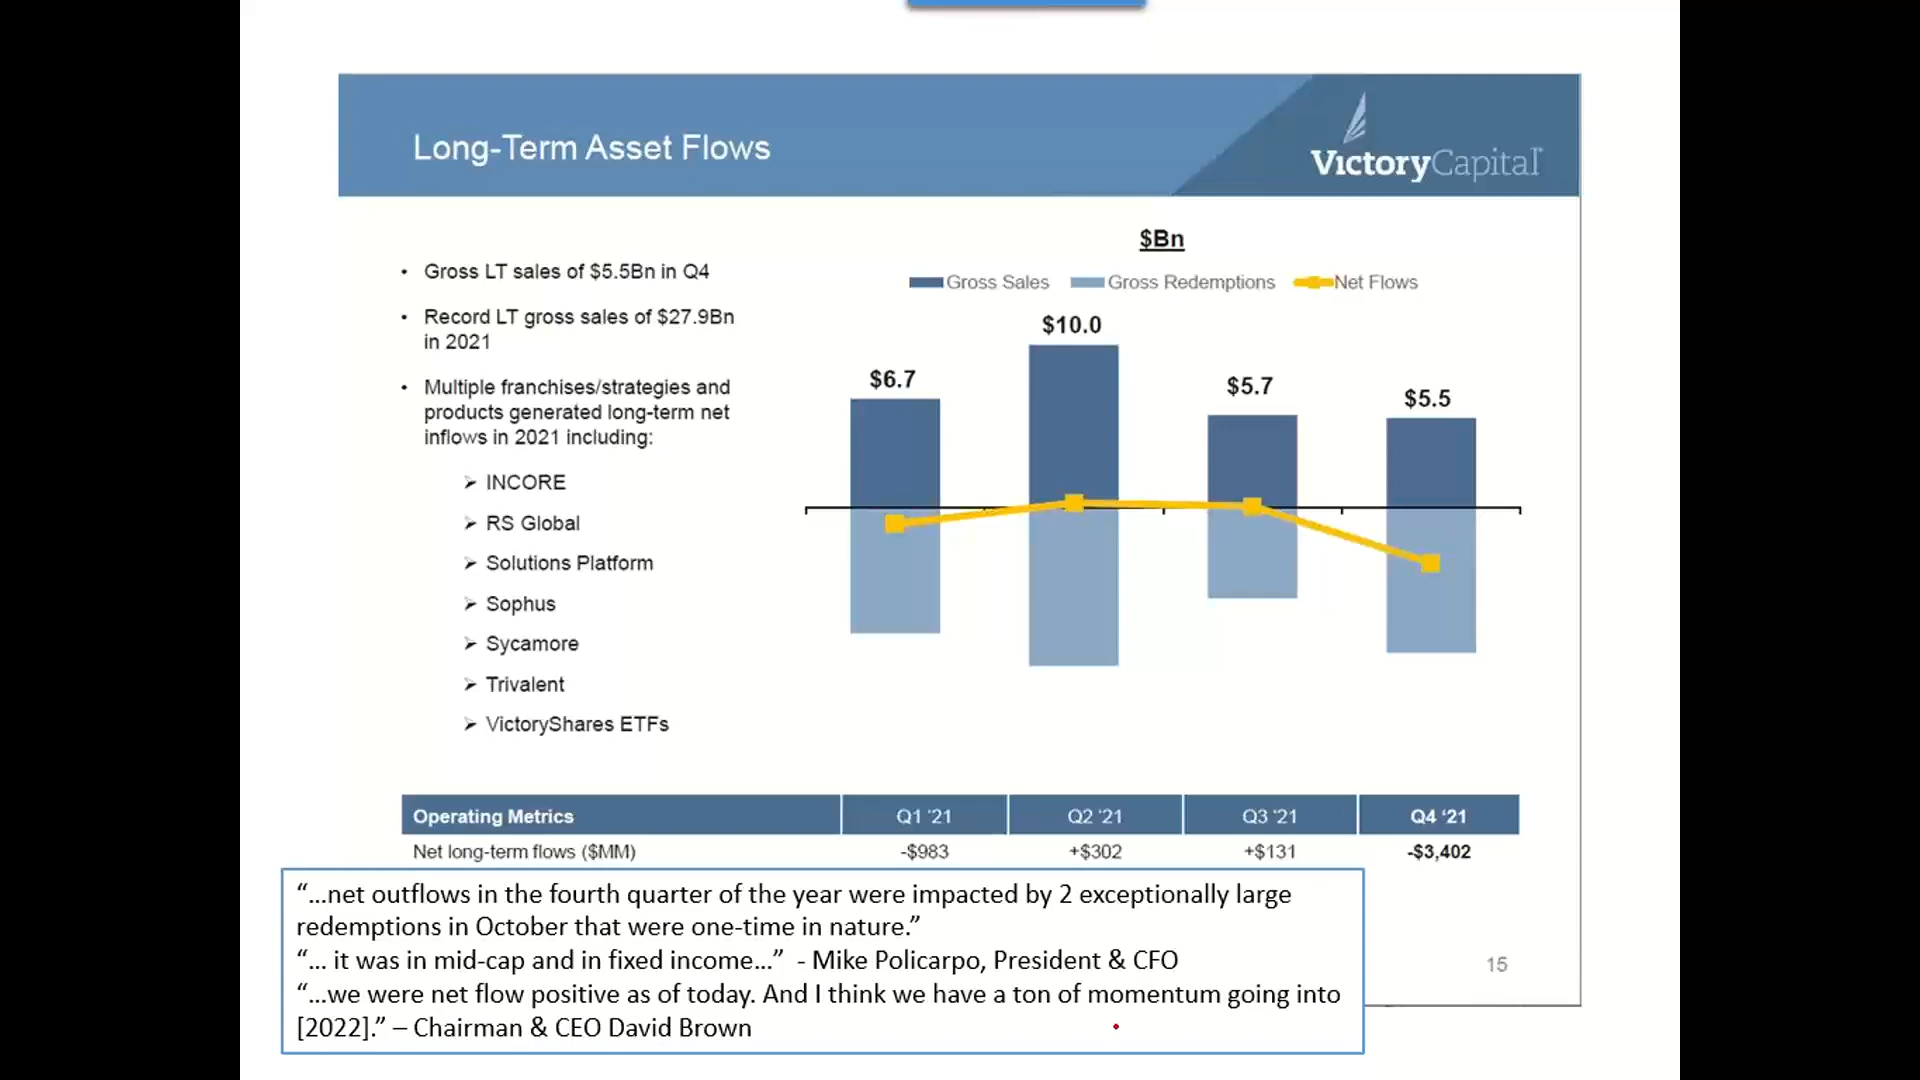 Long-Term Asset Flows
VictoryCapital
• Gross LT sales of $5.5Bn in Q4
• Record LT gross sales of $27.9Bn
in 2021
• Multiple franchises/strategies and
products generated long-term net
inflows in 2021 including:
➢ INCORE
➢ RS Global
➢ Solutions Platform
➢ Sophus
➢ Sycamore
➢ Trivalent
➢ VictoryShares ETFs
$Bn
Gross Sales Gross Redemptions Net Flows
$6.7 $10.0 $5.7 $5.5
Operating Metrics Q1 '21 Q2 '21 Q3 '21 Q4 '21
Net long-term flows ($MM) -$983 +$302 +$131 -$3,402
“…net outflows in the fourth quarter of the year were impacted by 2 exceptionally large
redemptions in October that were one-time in nature.”
“… it was in mid-cap and in fixed income…” - Mike Policarpo, President & CFO
“…we were net flow positive as of today. And I think we have a ton of momentum going into
[2022].” – Chairman & CEO David Brown
15